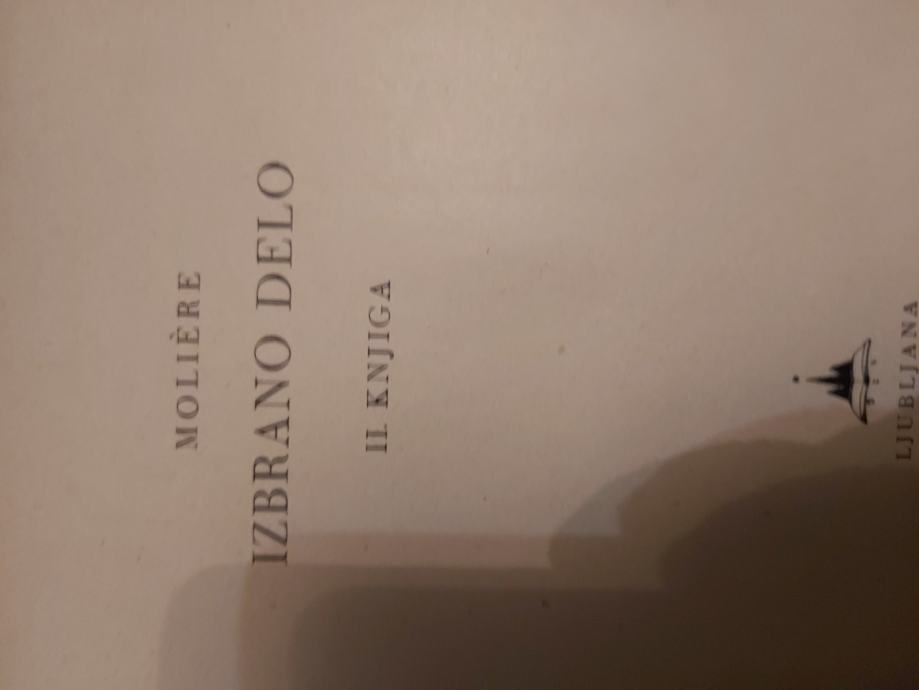 MOLIÈRE
IZBRANO DELO
II. KNJIGA
LJUBLJANA